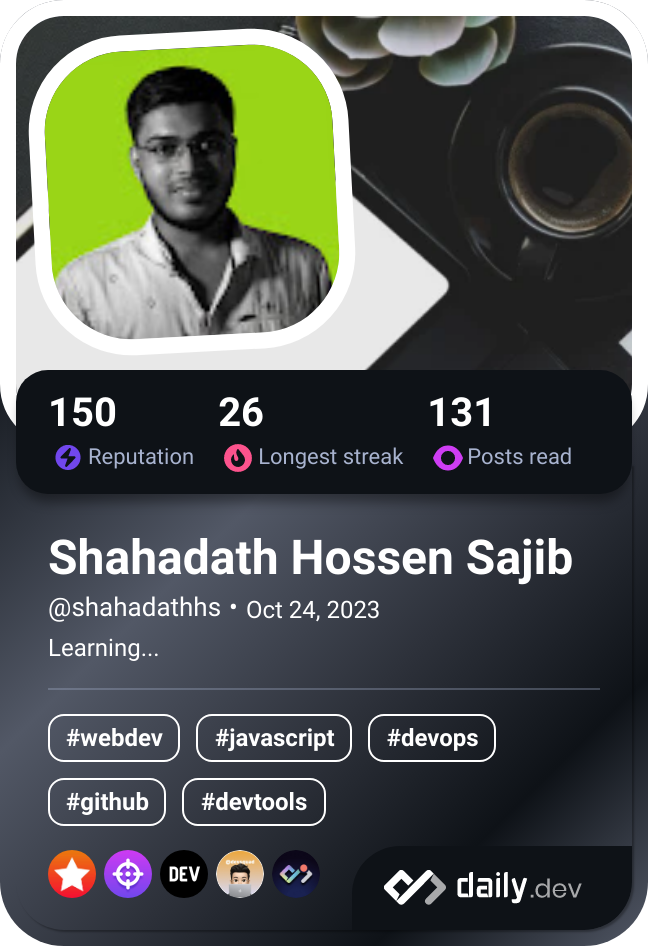 150 26 131
Reputation Longest streak Posts read
Shahadath Hossen Sajib
@shahadathhs • Oct 24, 2023
Learning...
#webdev #javascript #devops
#github #devtools
DEV
daily.dev